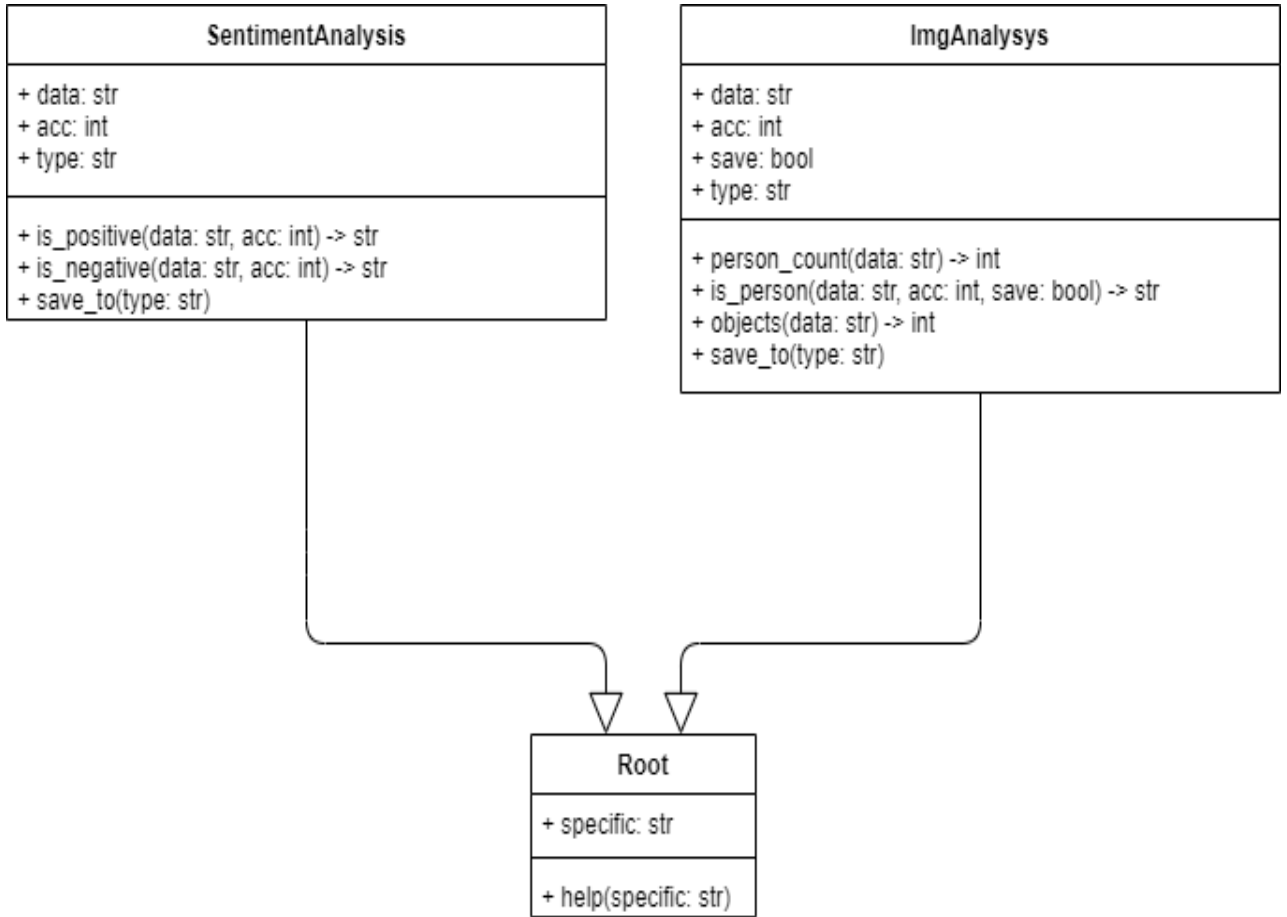 SentimentAnalysis
+ data: str
+ acc: int
+ type: str
+ is_positive(data: str, acc: int) -> str
+ is_negative(data: str, acc: int) -> str
+ save_to(type: str)
ImgAnalysys
+ data: str
+ acc: int
+ save: bool
+ type: str
+ person_count(data: str) -> int
+ is_person(data: str, acc: int, save: bool) -> str
+ objects(data: str) -> int
+ save_to(type: str)
Root
+ specific: str
+ help(specific: str)